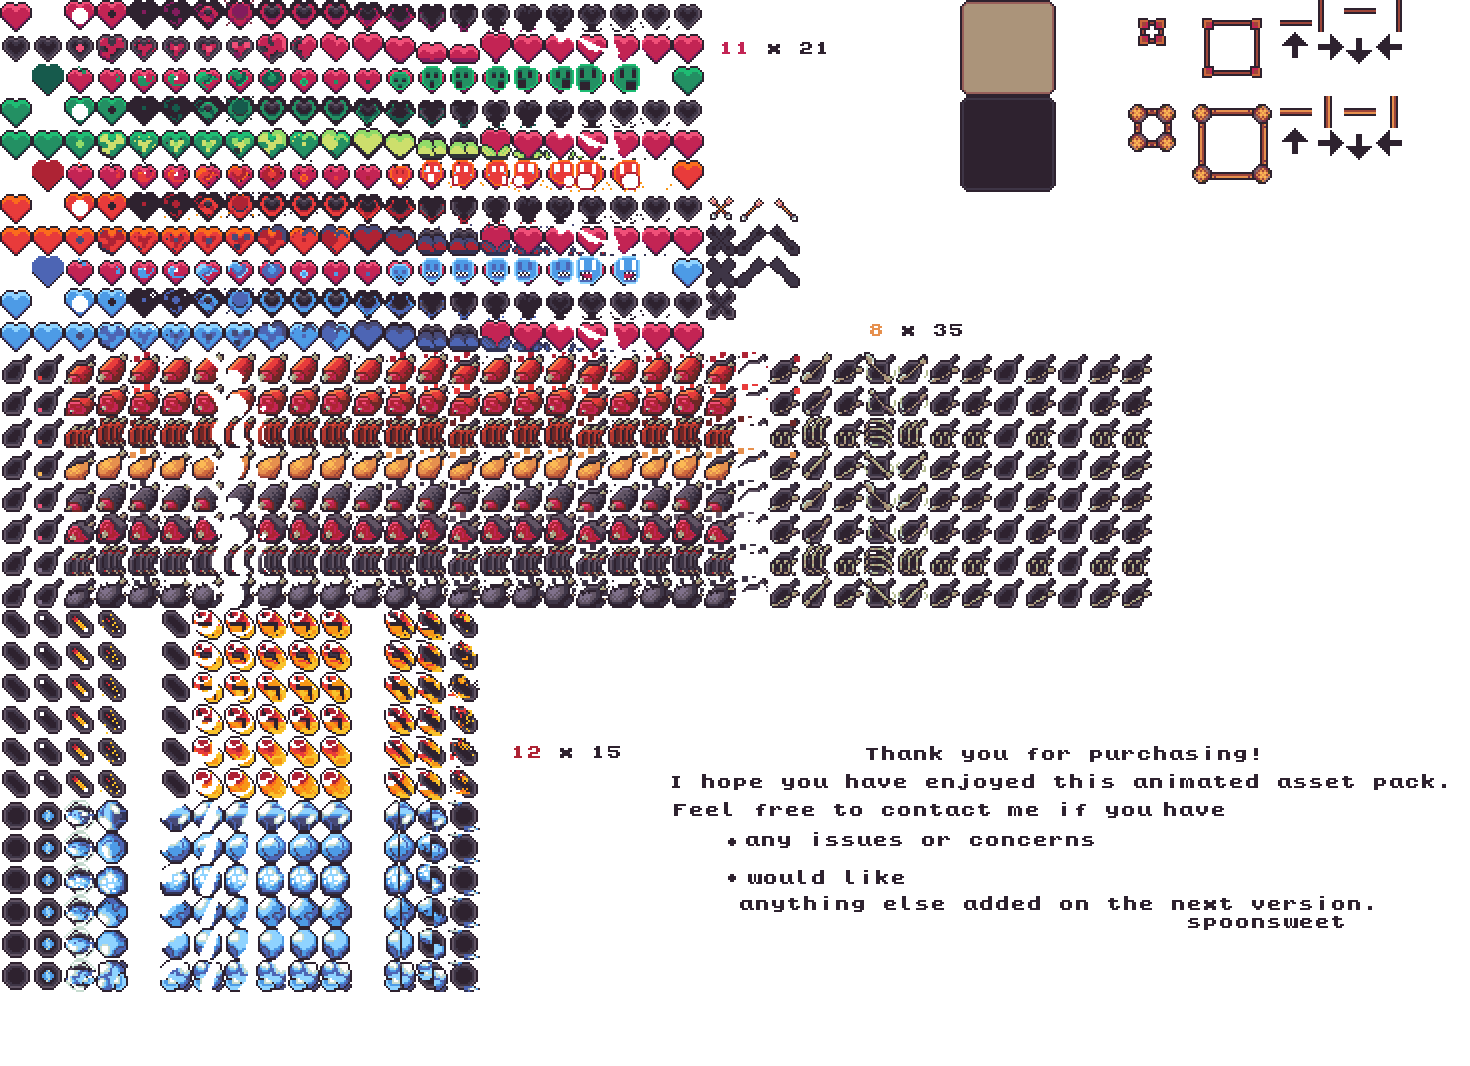 11 x 21
8 x 35
12 x 15
Thank you for purchasing!
I hope you have enjoyed this animated asset pack.
Feel free to contact me if you have
• any issues or concerns
• would like
anything else added on the next version.
spoonsweet